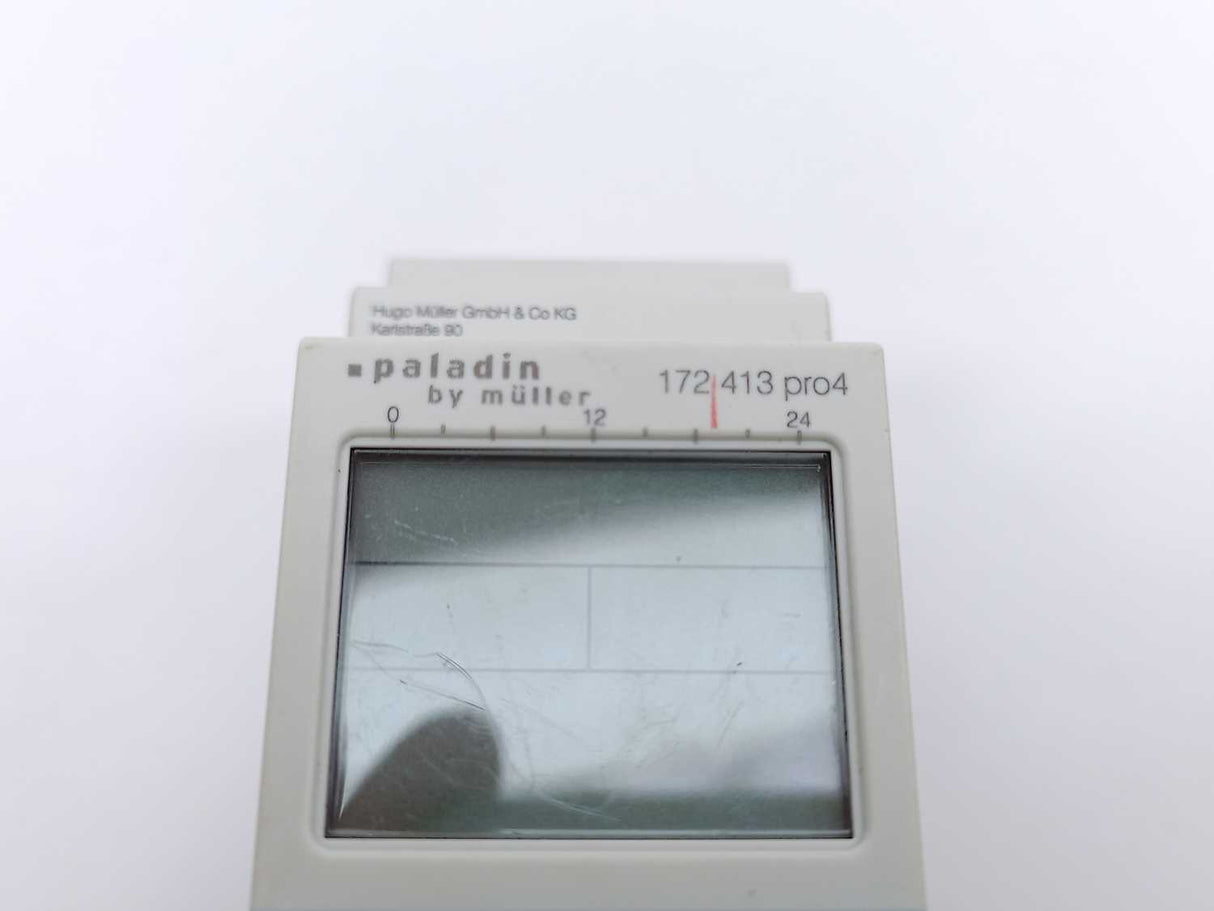 Hugo Müller GmbH & Co KG
Karlstraße 90
paladin
by müller
172 413 pro4
0 12 24